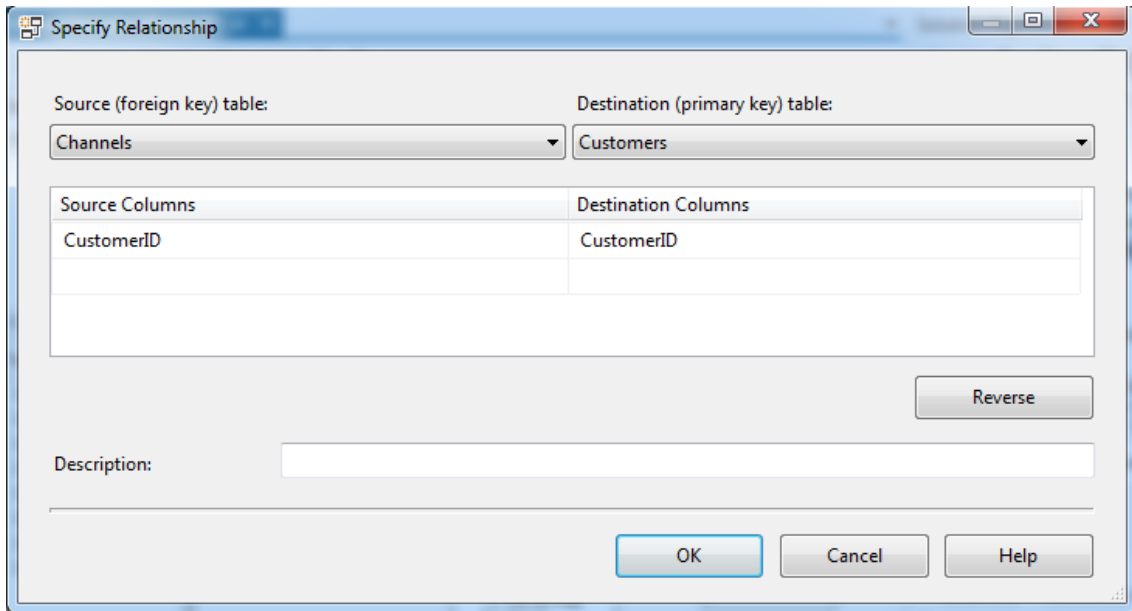 Specify Relationship
Source (foreign key) table: Destination (primary key) table:
Channels Customers
Source Columns Destination Columns
CustomerID CustomerID
Reverse
Description:
OK Cancel Help